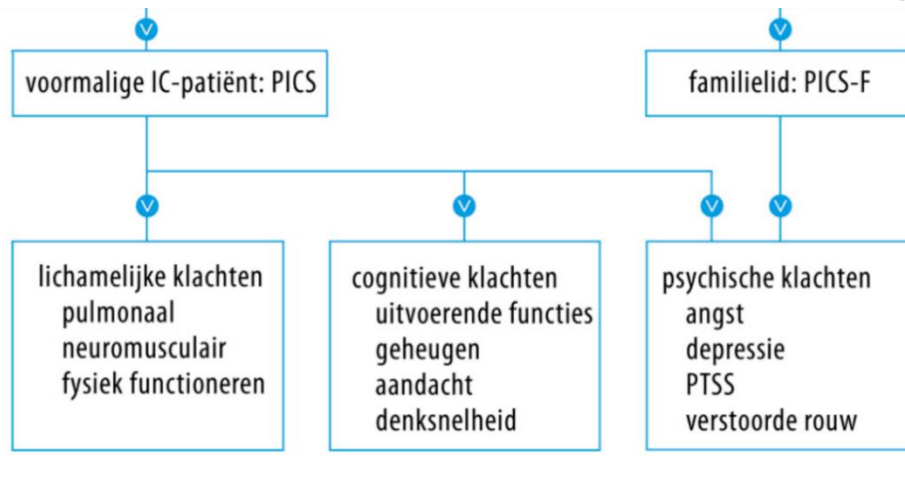 voormalige IC-patiënt: PICS
familielid: PICS-F
lichamelijke klachten
pulmonaal
neuromusculair
fysiek functioneren
cognitieve klachten
uitvoerende functies
geheugen
aandacht
denksnelheid
psychische klachten
angst
depressie
PTSS
verstoorde rouw